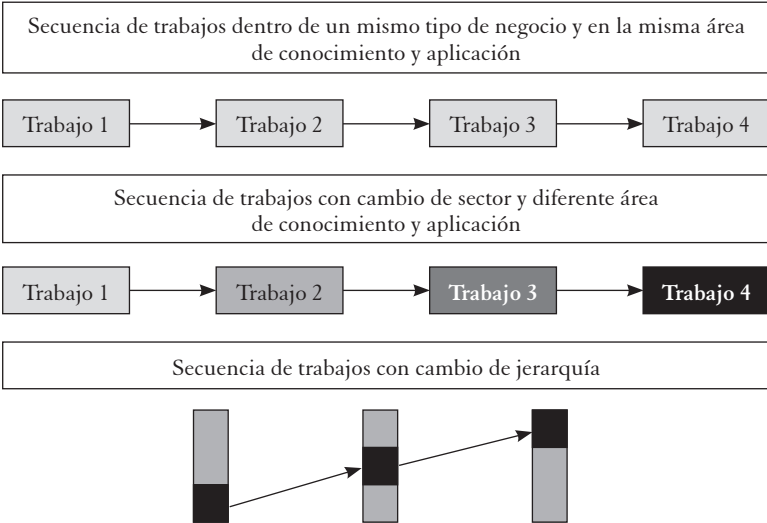 Secuencia de trabajos dentro de un mismo tipo de negocio y en la misma área
de conocimiento y aplicación
Trabajo 1 Trabajo 2 Trabajo 3 Trabajo 4
Secuencia de trabajos con cambio de sector y diferente área
de conocimiento y aplicación
Trabajo 1 Trabajo 2 Trabajo 3 Trabajo 4
Secuencia de trabajos con cambio de jerarquía